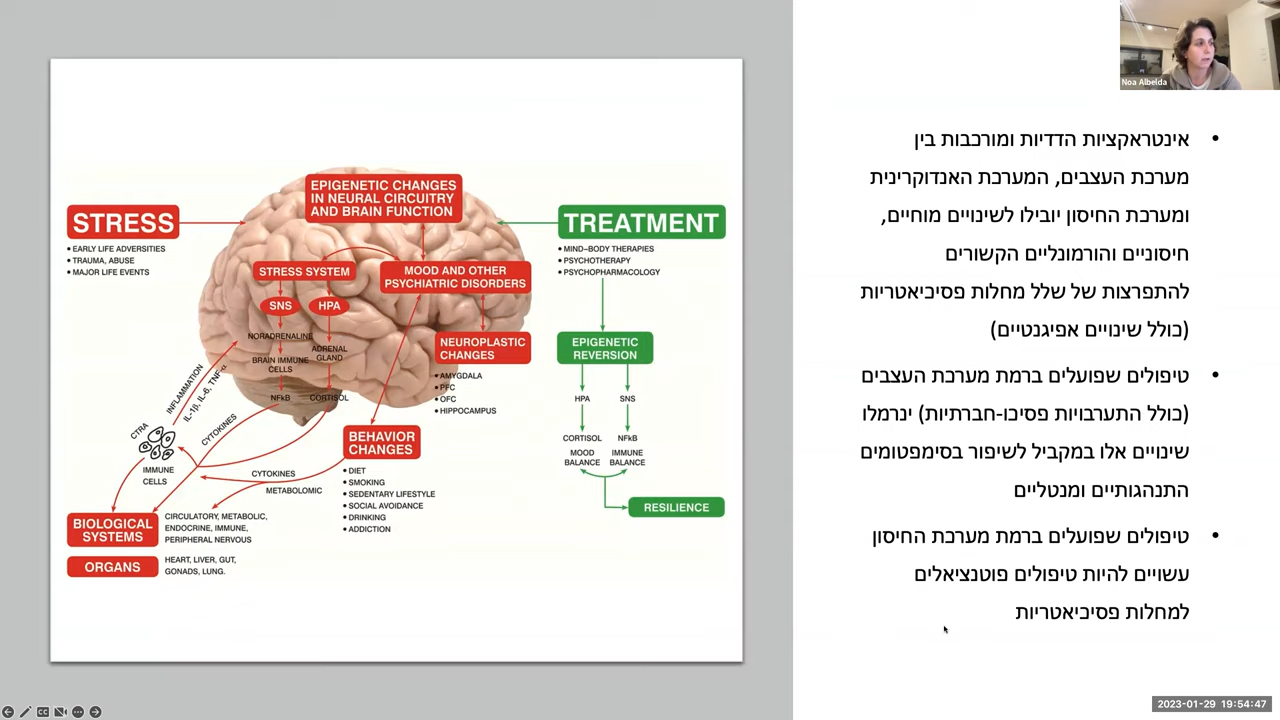 Noa Albelda
אינטראקציות הדדיות ומורכבות בין
מערכת העצבים, המערכת האנדוקרינית
ומערכת החיסון יובילו לשינויים מוחיים,
חיסוניים והורמונליים הקשורים
להתפרצות של שלל מחלות פסיכיאטריות
(כולל שינויים אפיגנטיים)
טיפולים שפועלים ברמת מערכת העצבים
(כולל התערבויות פסיכו-חברתיות) ינרמלו
שינויים אלו במקביל לשיפור בסימפטומים
התנהגותיים ומנטליים
טיפולים שפועלים ברמת מערכת החיסון
עשויים להיות טיפולים פוטנציאלים
למחלות פסיכיאטריות
STRESS
• EARLY LIFE ADVERSITIES
• TRAUMA, ABUSE
• MAJOR LIFE EVENTS
EPIGENETIC CHANGES
IN NEURAL CIRCUITRY
AND BRAIN FUNCTION
STRESS SYSTEM
SNS
HPA
NORADRENALINE
BRAIN IMMUNE
CELLS
NFkB
ADRENAL
GLAND
CORTISOL
MOOD AND OTHER
PSYCHIATRIC DISORDERS
NEUROPLASTIC
CHANGES
• AMYGDALA
• PFC
• OFC
• HIPPOCAMPUS
INFLAMMATION
IL-1β, IL-6, TNF-α
CTRA
CYTOKINES
IMMUNE
CELLS
CYTOKINES
METABOLOMIC
BEHAVIOR
CHANGES
• DIET
• SMOKING
• SEDENTARY LIFESTYLE
• SOCIAL AVOIDANCE
• DRINKING
• ADDICTION
BIOLOGICAL
SYSTEMS
CIRCULATORY, METABOLIC,
ENDOCRINE, IMMUNE,
PERIPHERAL NERVOUS
ORGANS
HEART, LIVER, GUT,
GONADS, LUNG.
TREATMENT
• MIND–BODY THERAPIES
• PSYCHOTHERAPY
• PSYCHOPHARMACOLOGY
EPIGENETIC
REVERSION
HPA
SNS
CORTISOL
NFkB
MOOD
BALANCE
IMMUNE
BALANCE
RESILIENCE
2023-01-29 19:54:47